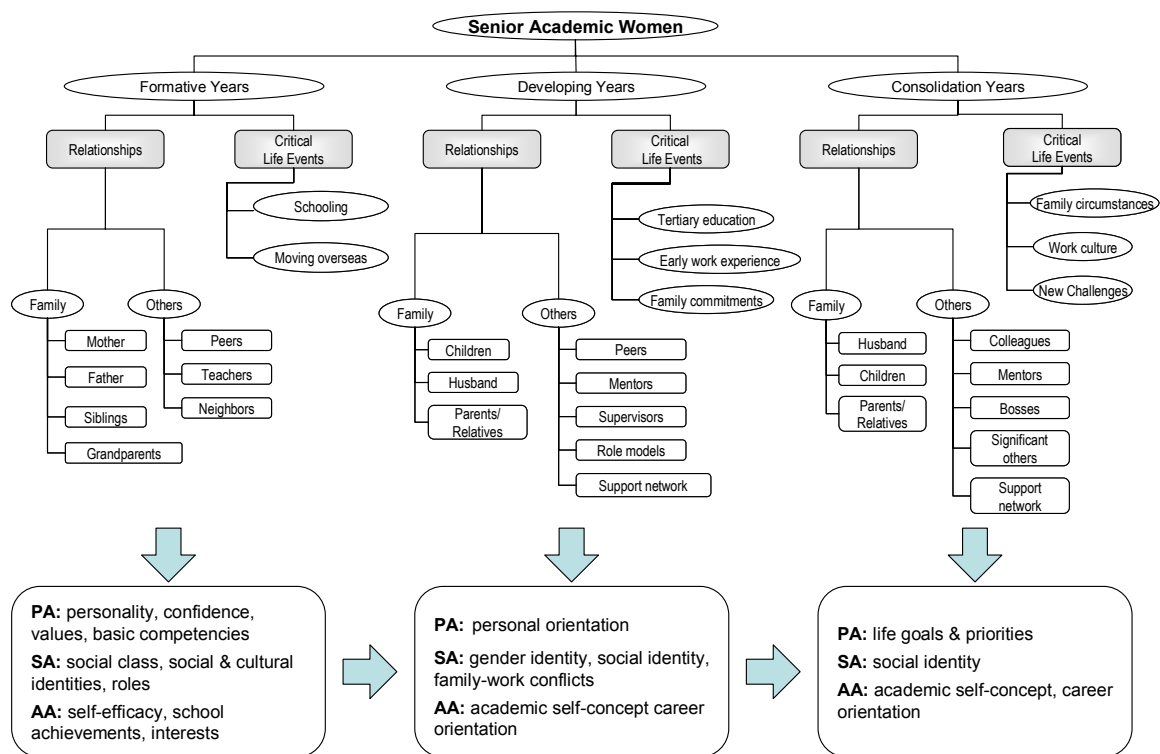 Senior Academic Women
Formative Years
Developing Years
Consolidation Years
Relationships
Critical
Life Events
Schooling
Moving overseas
Family
Mother
Father
Siblings
Grandparents
Others
Peers
Teachers
Neighbors
Relationships
Critical
Life Events
Tertiary education
Early work experience
Family commitments
Family
Children
Husband
Parents/
Relatives
Others
Peers
Mentors
Supervisors
Role models
Support network
Relationships
Critical
Life Events
Family circumstances
Work culture
New Challenges
Family
Husband
Children
Parents/
Relatives
Others
Colleagues
Mentors
Bosses
Significant
others
Support
network
PA: personality, confidence,
values, basic competencies
SA: social class, social & cultural
identities, roles
AA: self-efficacy, school
achievements, interests
PA: personal orientation
SA: gender identity, social identity,
family-work conflicts
AA: academic self-concept career
orientation
PA: life goals & priorities
SA: social identity
AA: academic self-concept, career
orientation